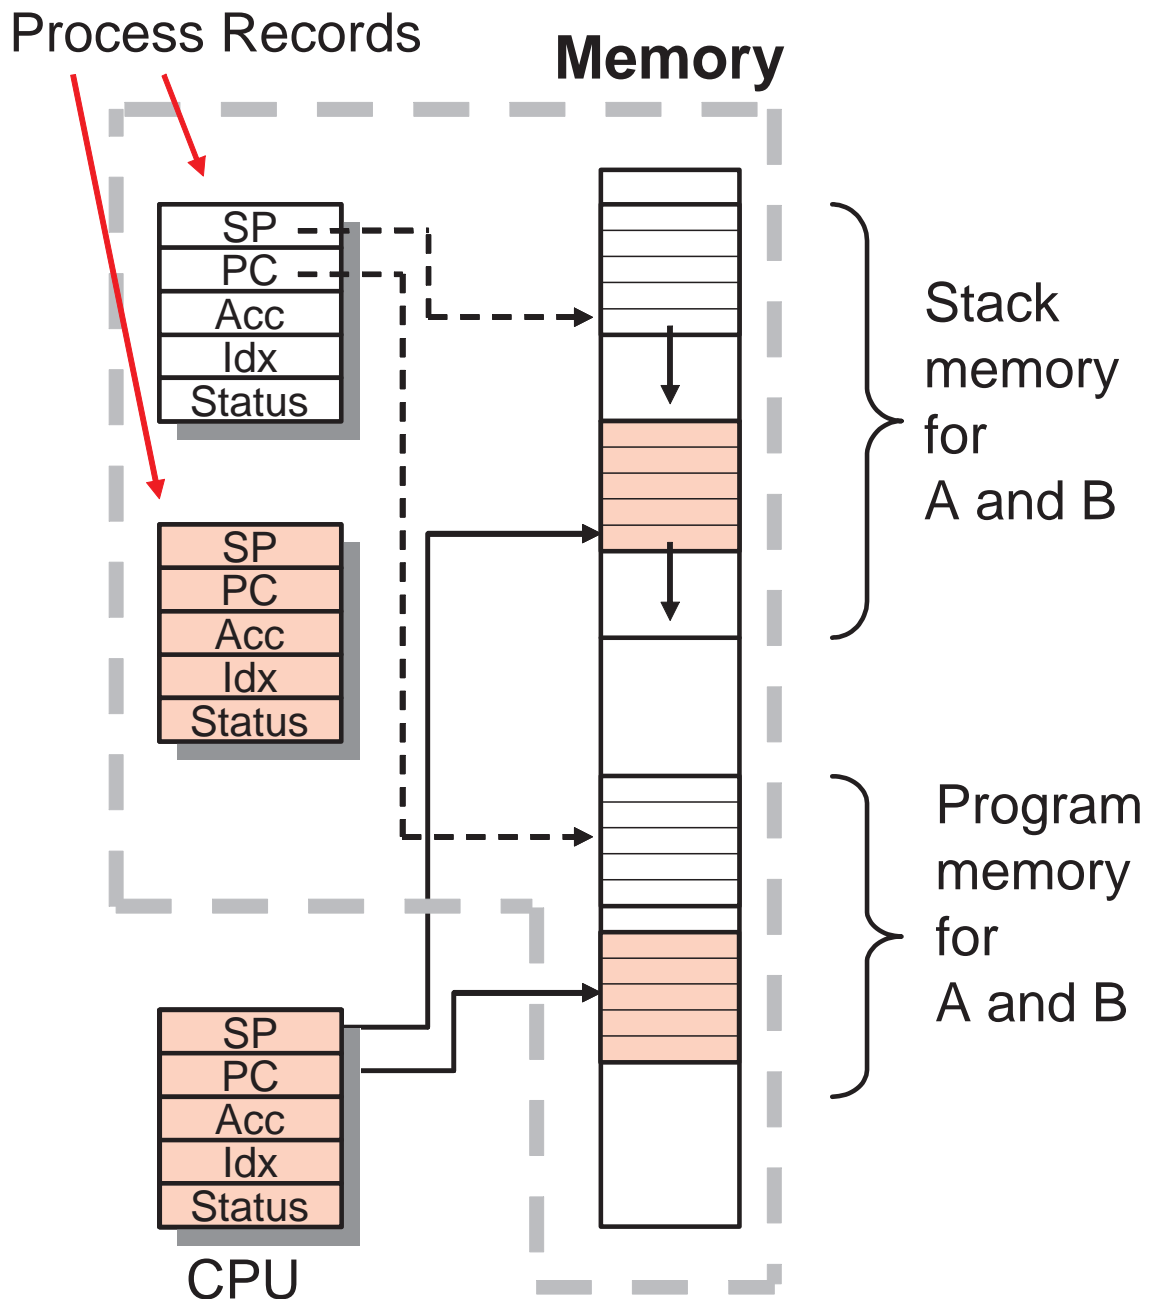 Process Records
Memory
SP
PC
Acc
Idx
Status
Stack
memory
for
A and B
SP
PC
Acc
Idx
Status
Program
memory
for
A and B
SP
PC
Acc
Idx
Status
CPU